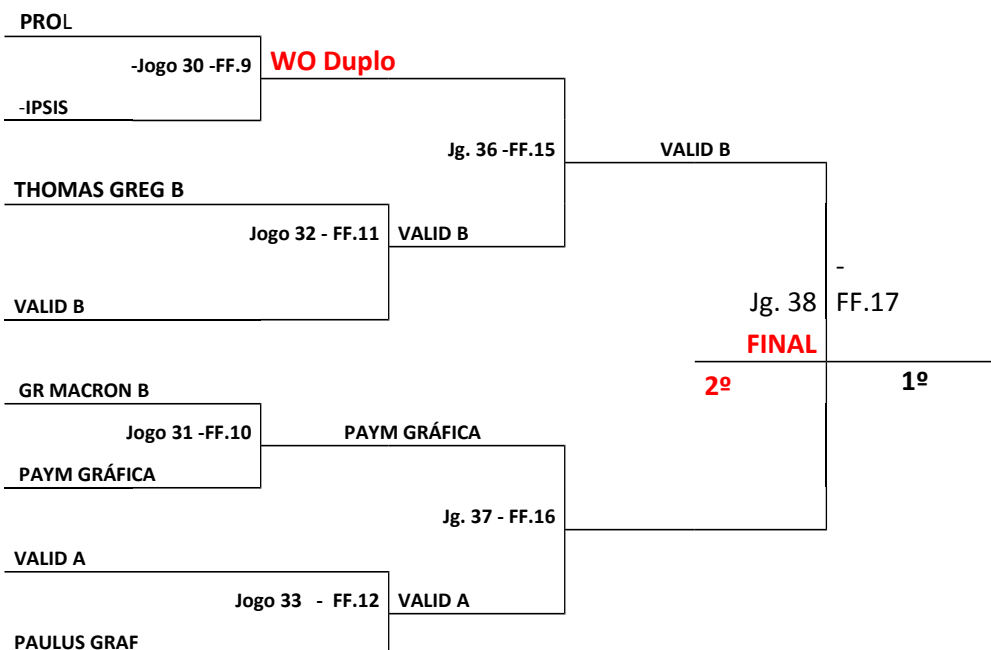 PROL
-Jogo 30 -FF.9
WO Duplo
-IPSIS
Jg. 36 -FF.15
VALID B
THOMAS GREG B
Jogo 32 - FF.11
VALID B
VALID B
-
Jg. 38
FF.17
FINAL
2º
1º
GR MACRON B
Jogo 31 -FF.10
PAYM GRÁFICA
PAYM GRÁFICA
Jg. 37 - FF.16
VALID A
Jogo 33 - FF.12
VALID A
PAULUS GRAF